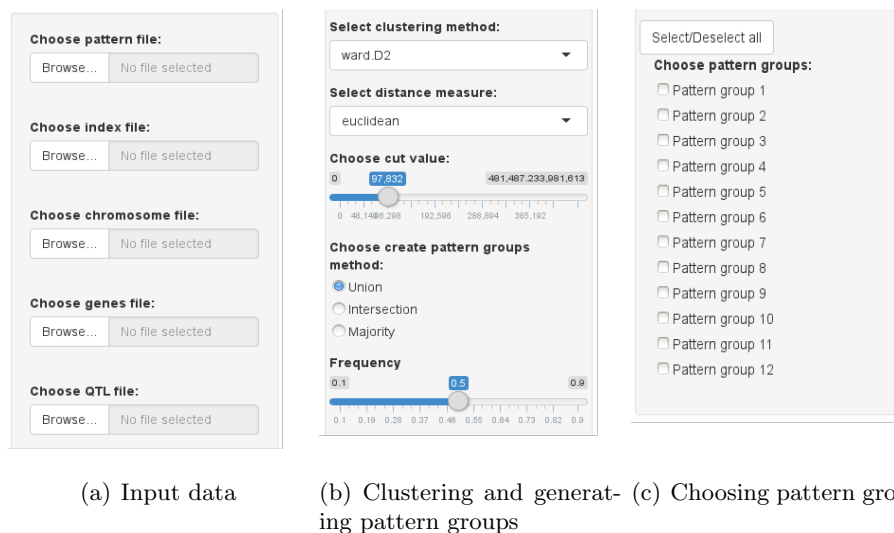 Choose pattern file:
Browse... No file selected
Choose index file:
Browse... No file selected
Choose chromosome file:
Browse... No file selected
Choose genes file:
Browse... No file selected
Choose QTL file:
Browse... No file selected
(a) Input data
Select clustering method:
ward.D2
Select distance measure:
euclidean
Choose cut value:
0 97,832 481,487.233,981,613
0 48,149 96,298 192,596 288,894 385,192
Choose create pattern groups
method:
Union
Intersection
Majority
Frequency
0.1 0.5 0.9
0.1 0.19 0.28 0.37 0.46 0.55 0.64 0.73 0.82 0.9
(b) Clustering and generat-
ing pattern groups
Select/Deselect all
Choose pattern groups:
Pattern group 1
Pattern group 2
Pattern group 3
Pattern group 4
Pattern group 5
Pattern group 6
Pattern group 7
Pattern group 8
Pattern group 9
Pattern group 10
Pattern group 11
Pattern group 12
(c) Choosing pattern gro